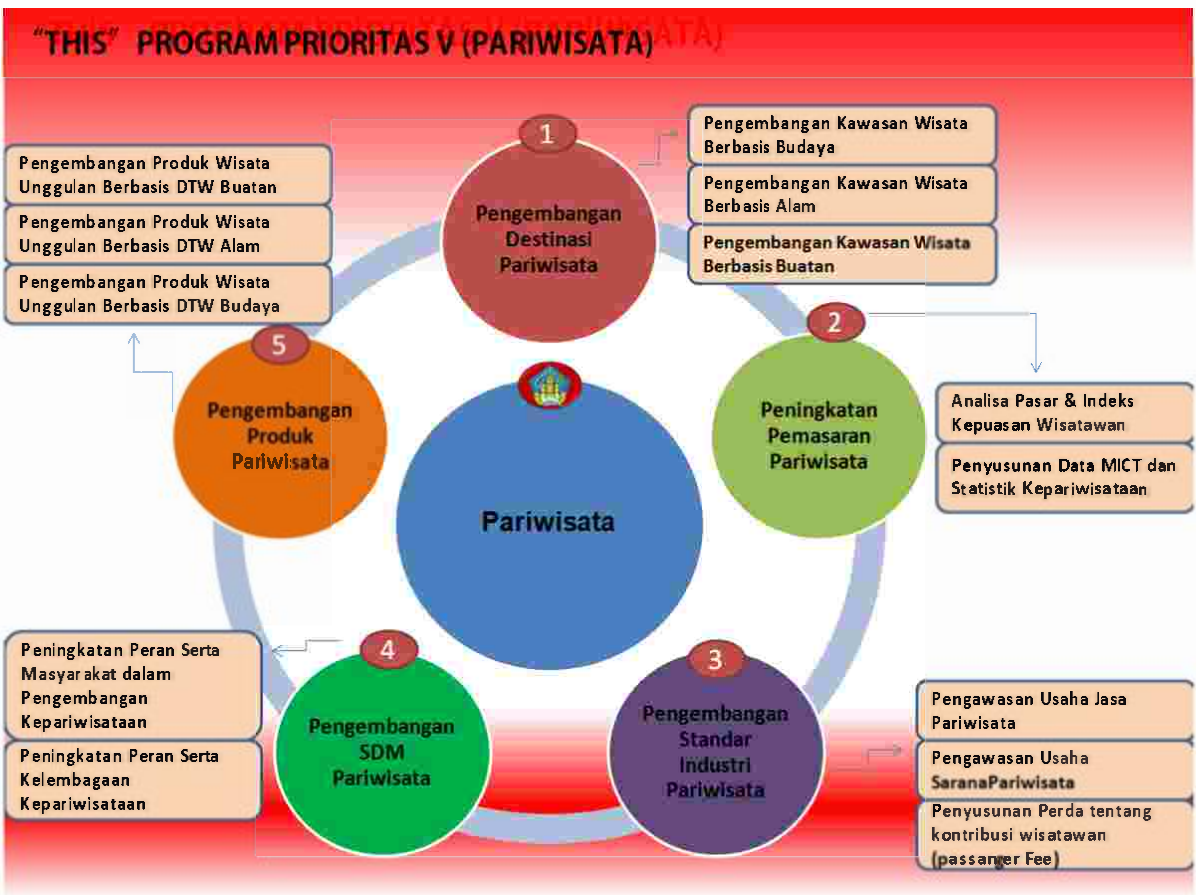 "THIS" PROGRAM PRIORITAS V (PARIWISATA)
1
Pengembangan
Destinasi
Pariwisata
Pengembangan Kawasan Wisata
Berbasis Budaya
Pengembangan Kawasan Wisata
Berbasis Alam
Pengembangan Kawasan Wisata
Berbasis Buatan
2
Peningkatan
Pemasaran
Pariwisata
Analisa Pasar & Indeks
Kepuasan Wisatawan
Penyusunan Data MICT dan
Statistik Kepariwisataan
3
Pengembangan
Standar
Industri
Pariwisata
Pengawasan Usaha Jasa
Pariwisata
Pengawasan Usaha
SaranaPariwisata
Penyusunan Perda tentang
kontribusi wisatawan
(passanger Fee)
4
Pengembangan
SDM
Pariwisata
Peningkatan Peran Serta
Masyarakat dalam
Pengembangan
Kepariwisataan
Peningkatan Peran Serta
Kelembagaan
Kepariwisataan
5
Pengembangan
Produk
Pariwisata
Pengembangan Produk Wisata
Unggulan Berbasis DTW Buatan
Pengembangan Produk Wisata
Unggulan Berbasis DTW Alam
Pengembangan Produk Wisata
Unggulan Berbasis DTW Budaya
Pariwisata